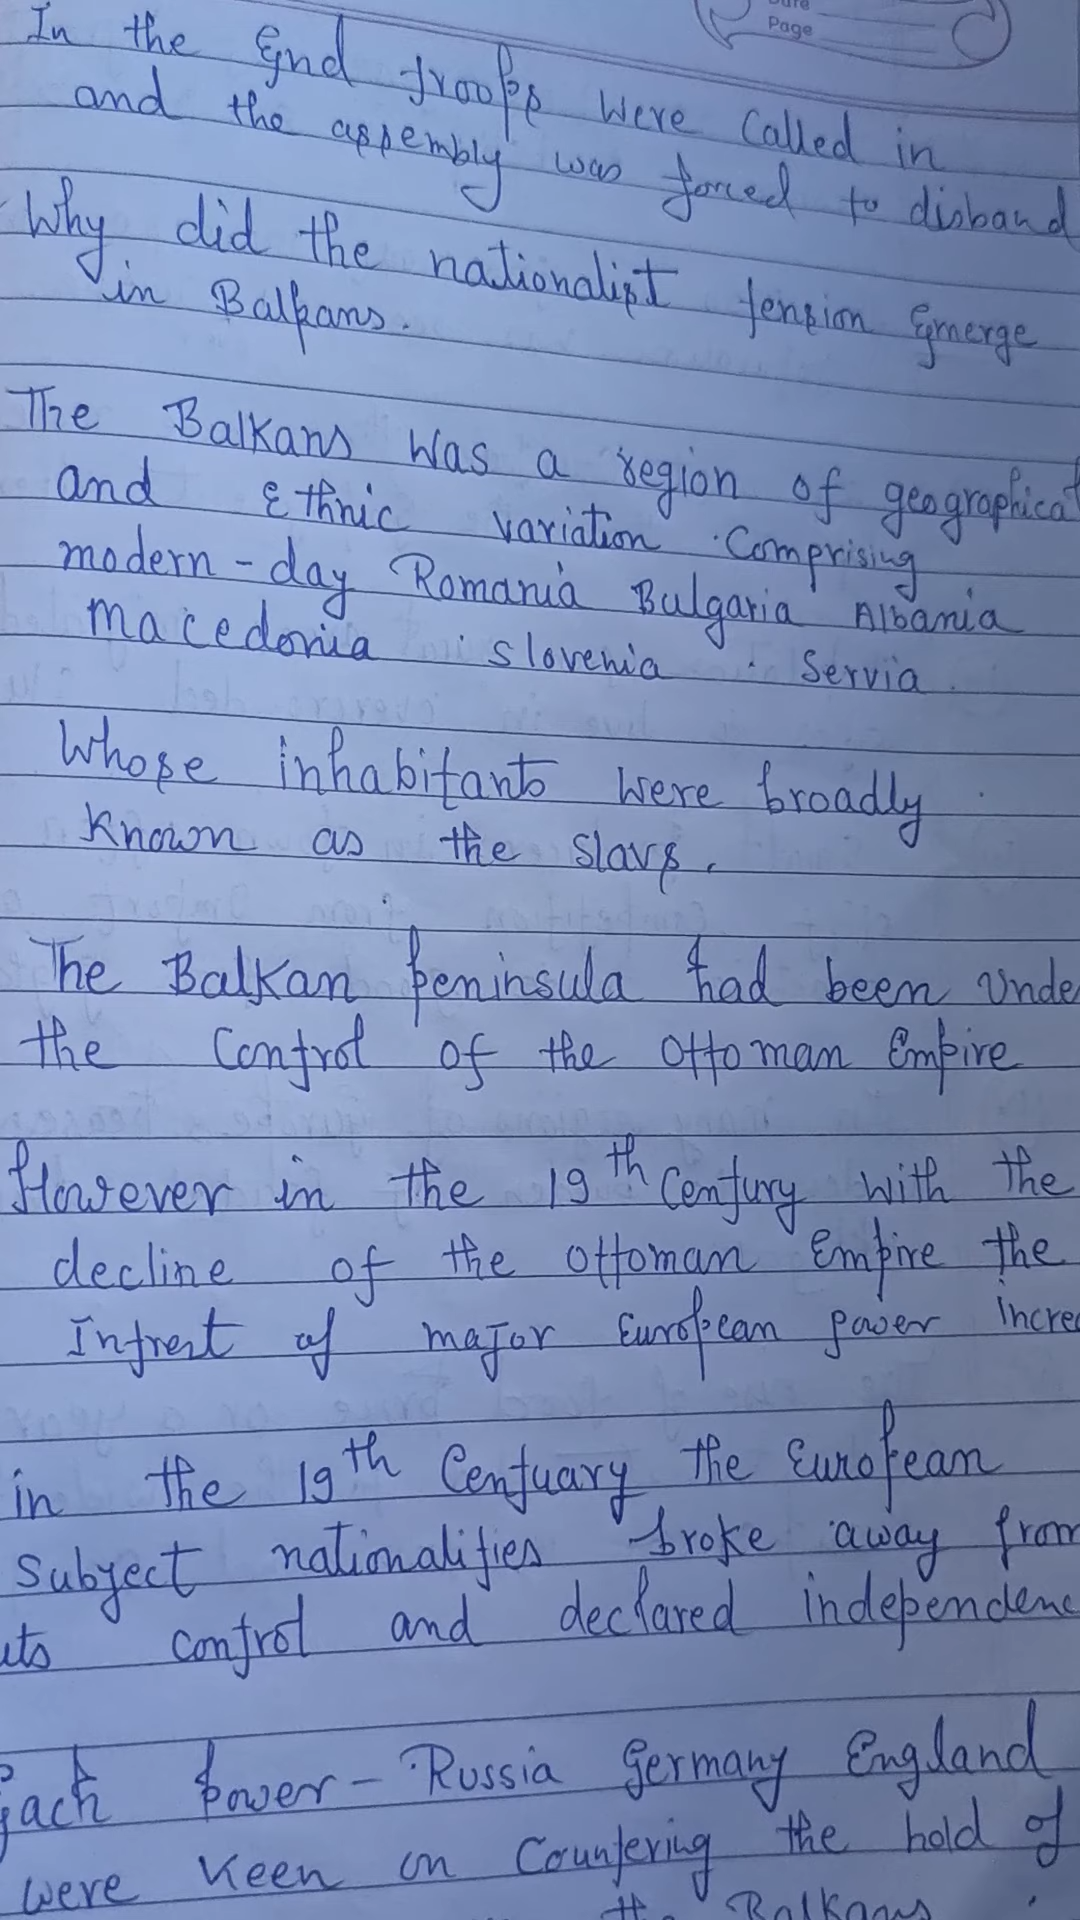 Date
Page
In the End troops were called in
and the assembly was forced to disband
Why did the nationalist tension Emerge
in Balkans.
The Balkans was a region of geographical
and Ethnic variation Comprising
modern-day Romania Bulgaria Albania
Macedonia Slovenia Servia
Whose inhabitants were broadly
Known as the Slavs.
The Balkan peninsula had been Unde
the Control of the Ottoman Empire
However in the 19th Century with the
decline of the Ottoman Empire the
Intrest of major European power incre
in the 19th Centuary the European
Subject nationalities broke away from
its control and declared independenc
Each power - Russia Germany England
were Keen on Countering the hold of
the Balkans